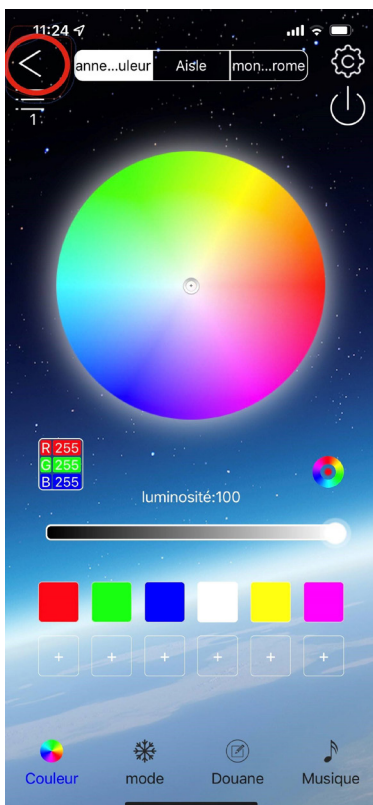 11:24
anne...uleur Aisle mon...rome
1
R 255
G 255
B 255
luminosité:100
+ + + + + +
Couleur mode Douane Musique